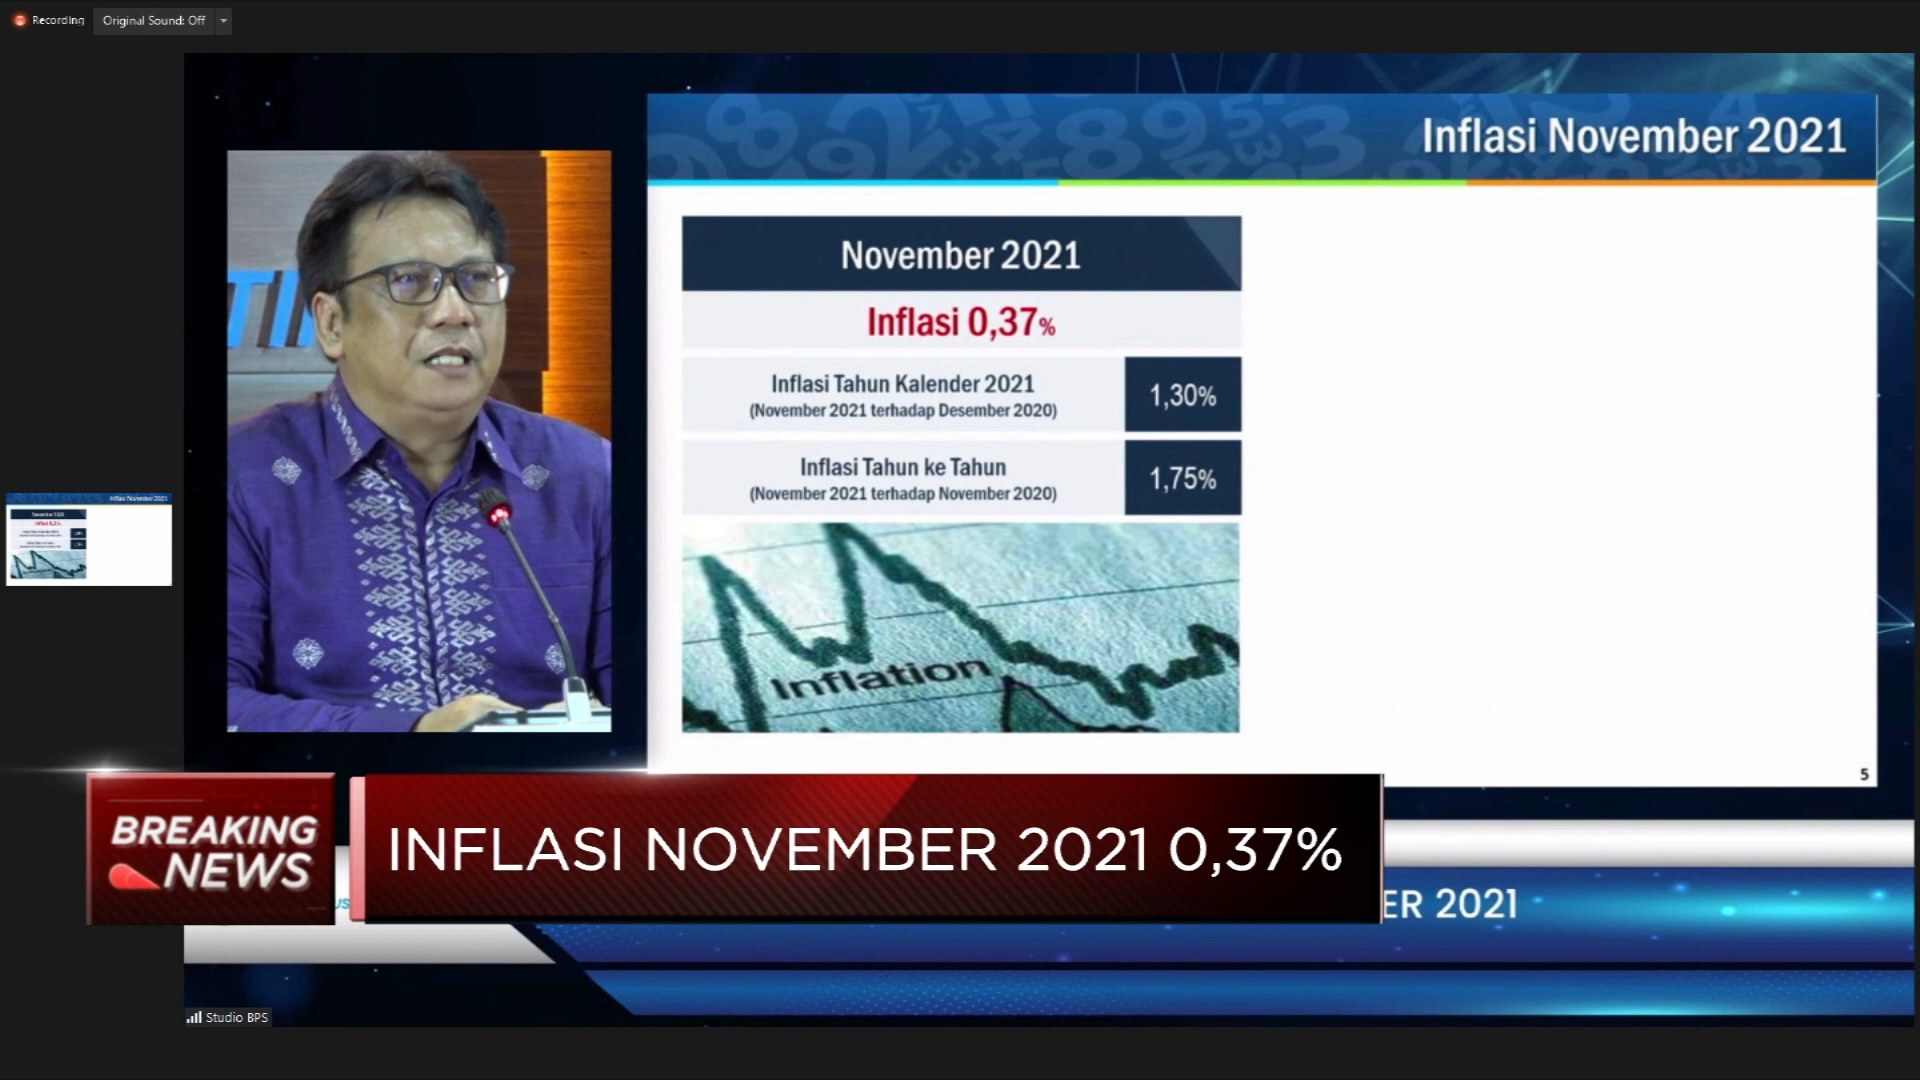 Recording
Original Sound: Off
Inflasi November 2021
November 2021
Inflasi 0,37%
Inflasi Tahun Kalender 2021
(November 2021 terhadap Desember 2020)
1,30%
Inflasi Tahun ke Tahun
(November 2021 terhadap November 2020)
1,75%
Inflation
5
BREAKING
NEWS
INFLASI NOVEMBER 2021 0,37%
ER 2021
Studio BPS